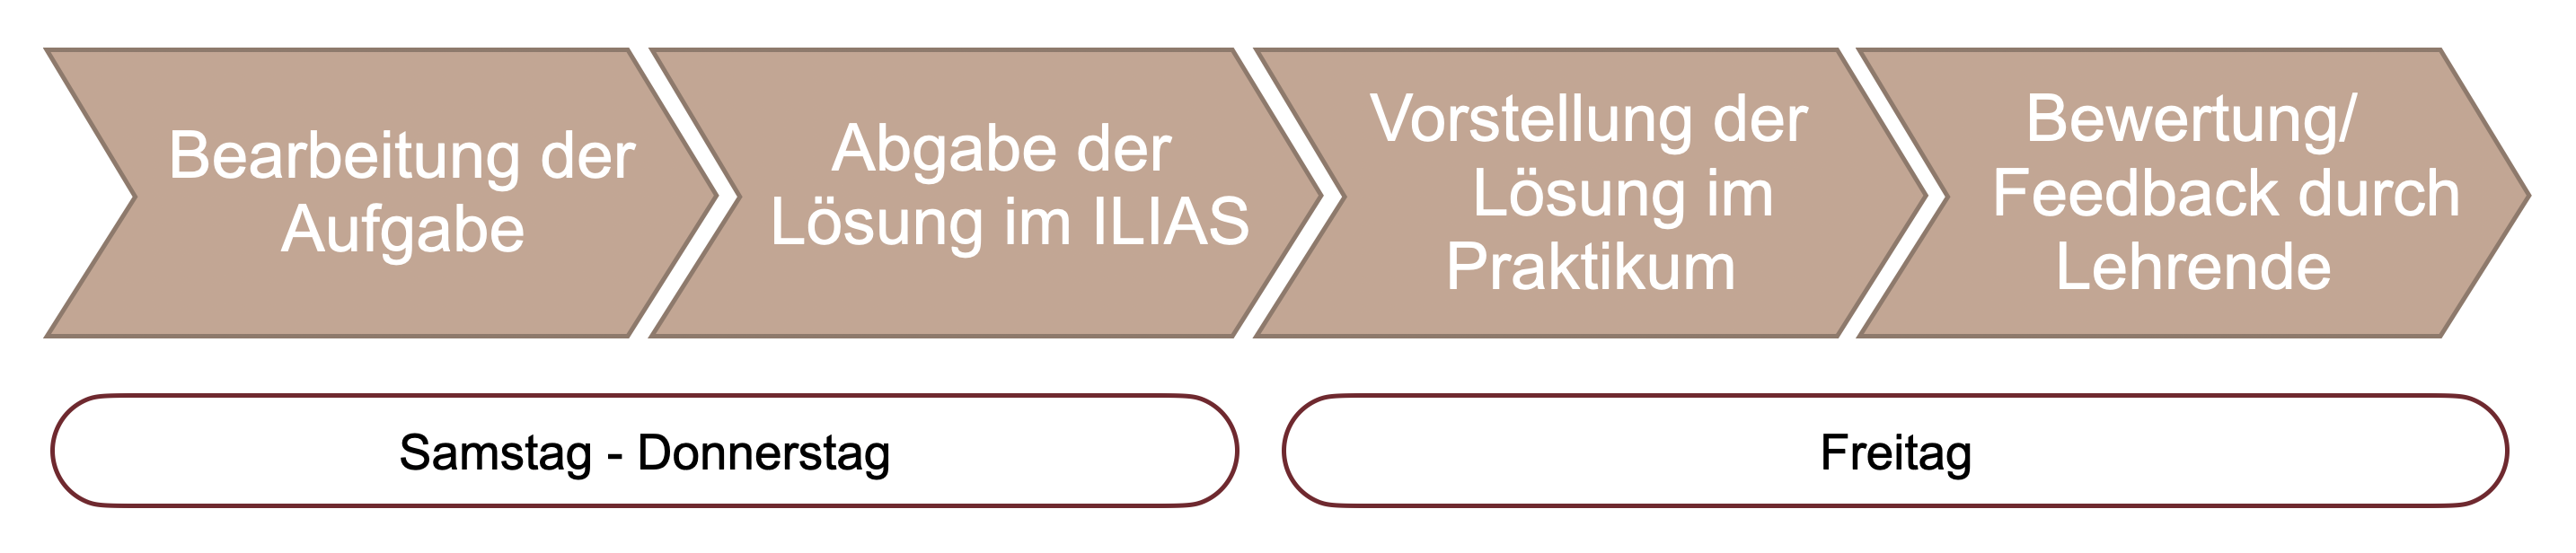 Bearbeitung der
Aufgabe
Abgabe der
Lösung im ILIAS
Vorstellung der
Lösung im
Praktikum
Bewertung/
Feedback durch
Lehrende
Samstag - Donnerstag
Freitag